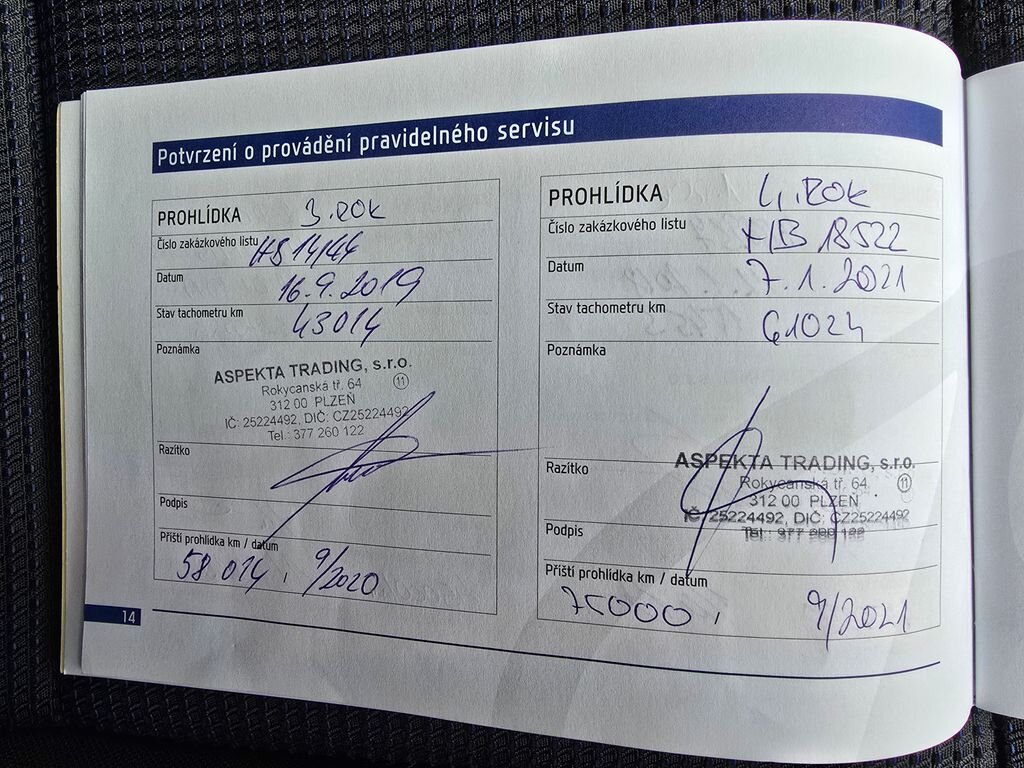 Potvrzení o provádění pravidelného servisu
PROHLÍDKA 3. ROK
Číslo zakázkového listu
Datum 16.9.2019
Stav tachometru km 43014
Poznámka
ASPEKTA TRADING, s.r.o.
Rokycanská tř. 64
11
312 00 PLZEŇ
IČ: 25224492, DIČ: CZ25224492
Tel.: 377 260 122
Razítko
Podpis
Příští prohlídka km / datum
58 014, 9/2020
14
PROHLÍDKA 4. ROK
Číslo zakázkového listu HB 18522
Datum 7.1.2021
Stav tachometru km 61024
Poznámka
Razítko
ASPEKTA TRADING, s.r.o.
Rokycanská tř. 64
11
312 00 PLZEŇ
IČ: 25224492, DIČ: CZ25224492
Tel.: 377 260 122
Podpis
Příští prohlídka km / datum
9/2021